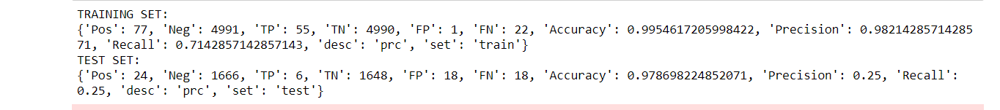 TRAINING SET:
{'Pos': 77, 'Neg': 4991, 'TP': 55, 'TN': 4990, 'FP': 1, 'FN': 22, 'Accuracy': 0.9954617205998422, 'Precision': 0.98214285714285
71, 'Recall': 0.7142857142857143, 'desc': 'prc', 'set': 'train'}
TEST SET:
{'Pos': 24, 'Neg': 1666, 'TP': 6, 'TN': 1648, 'FP': 18, 'FN': 18, 'Accuracy': 0.978698224852071, 'Precision': 0.25, 'Recall':
0.25, 'desc': 'prc', 'set': 'test'}